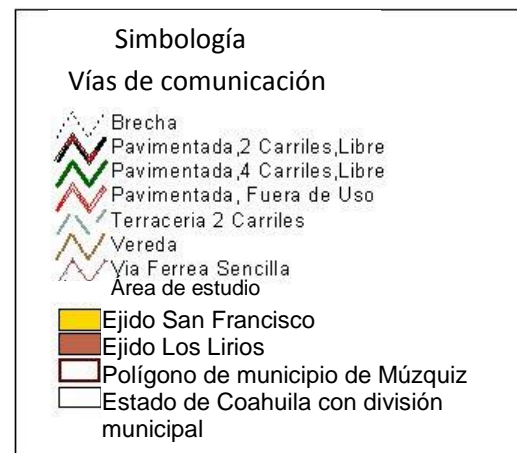 Simbología
Vías de comunicación
Brecha
Pavimentada,2 Carriles,Libre
Pavimentada,4 Carriles,Libre
Pavimentada, Fuera de Uso
Terraceria 2 Carriles
Vereda
Via Ferrea Sencilla
Área de estudio
Ejido San Francisco
Ejido Los Lirios
Polígono de municipio de Múzquiz
Estado de Coahuila con división
municipal